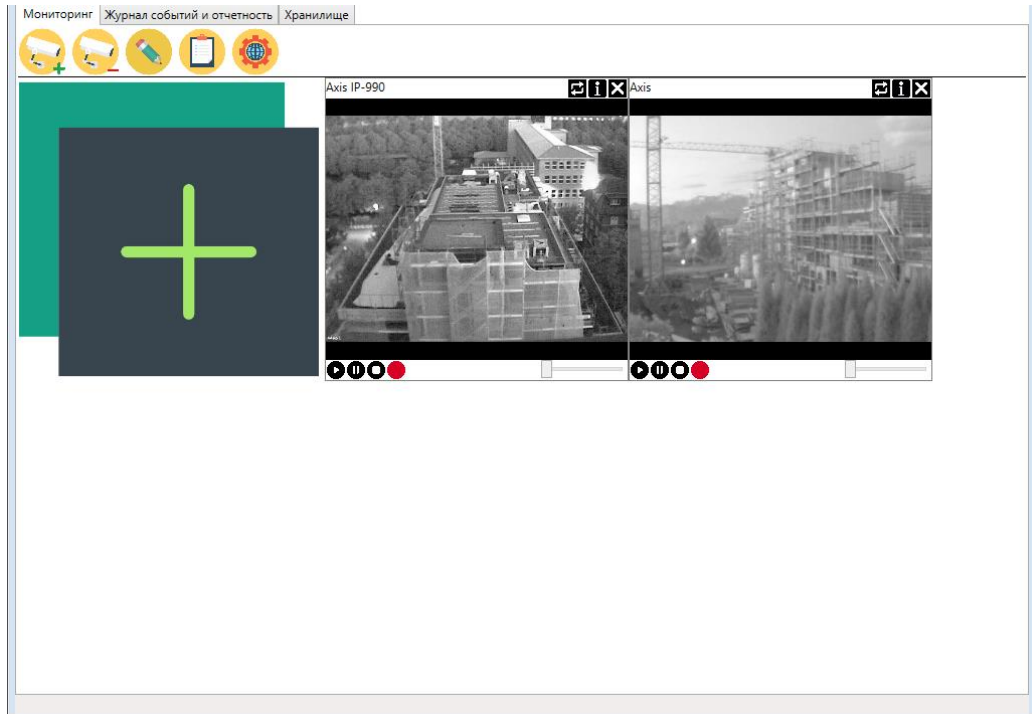 Мониторинг Журнал событий и отчетность Хранилище
Axis IP-990
Axis